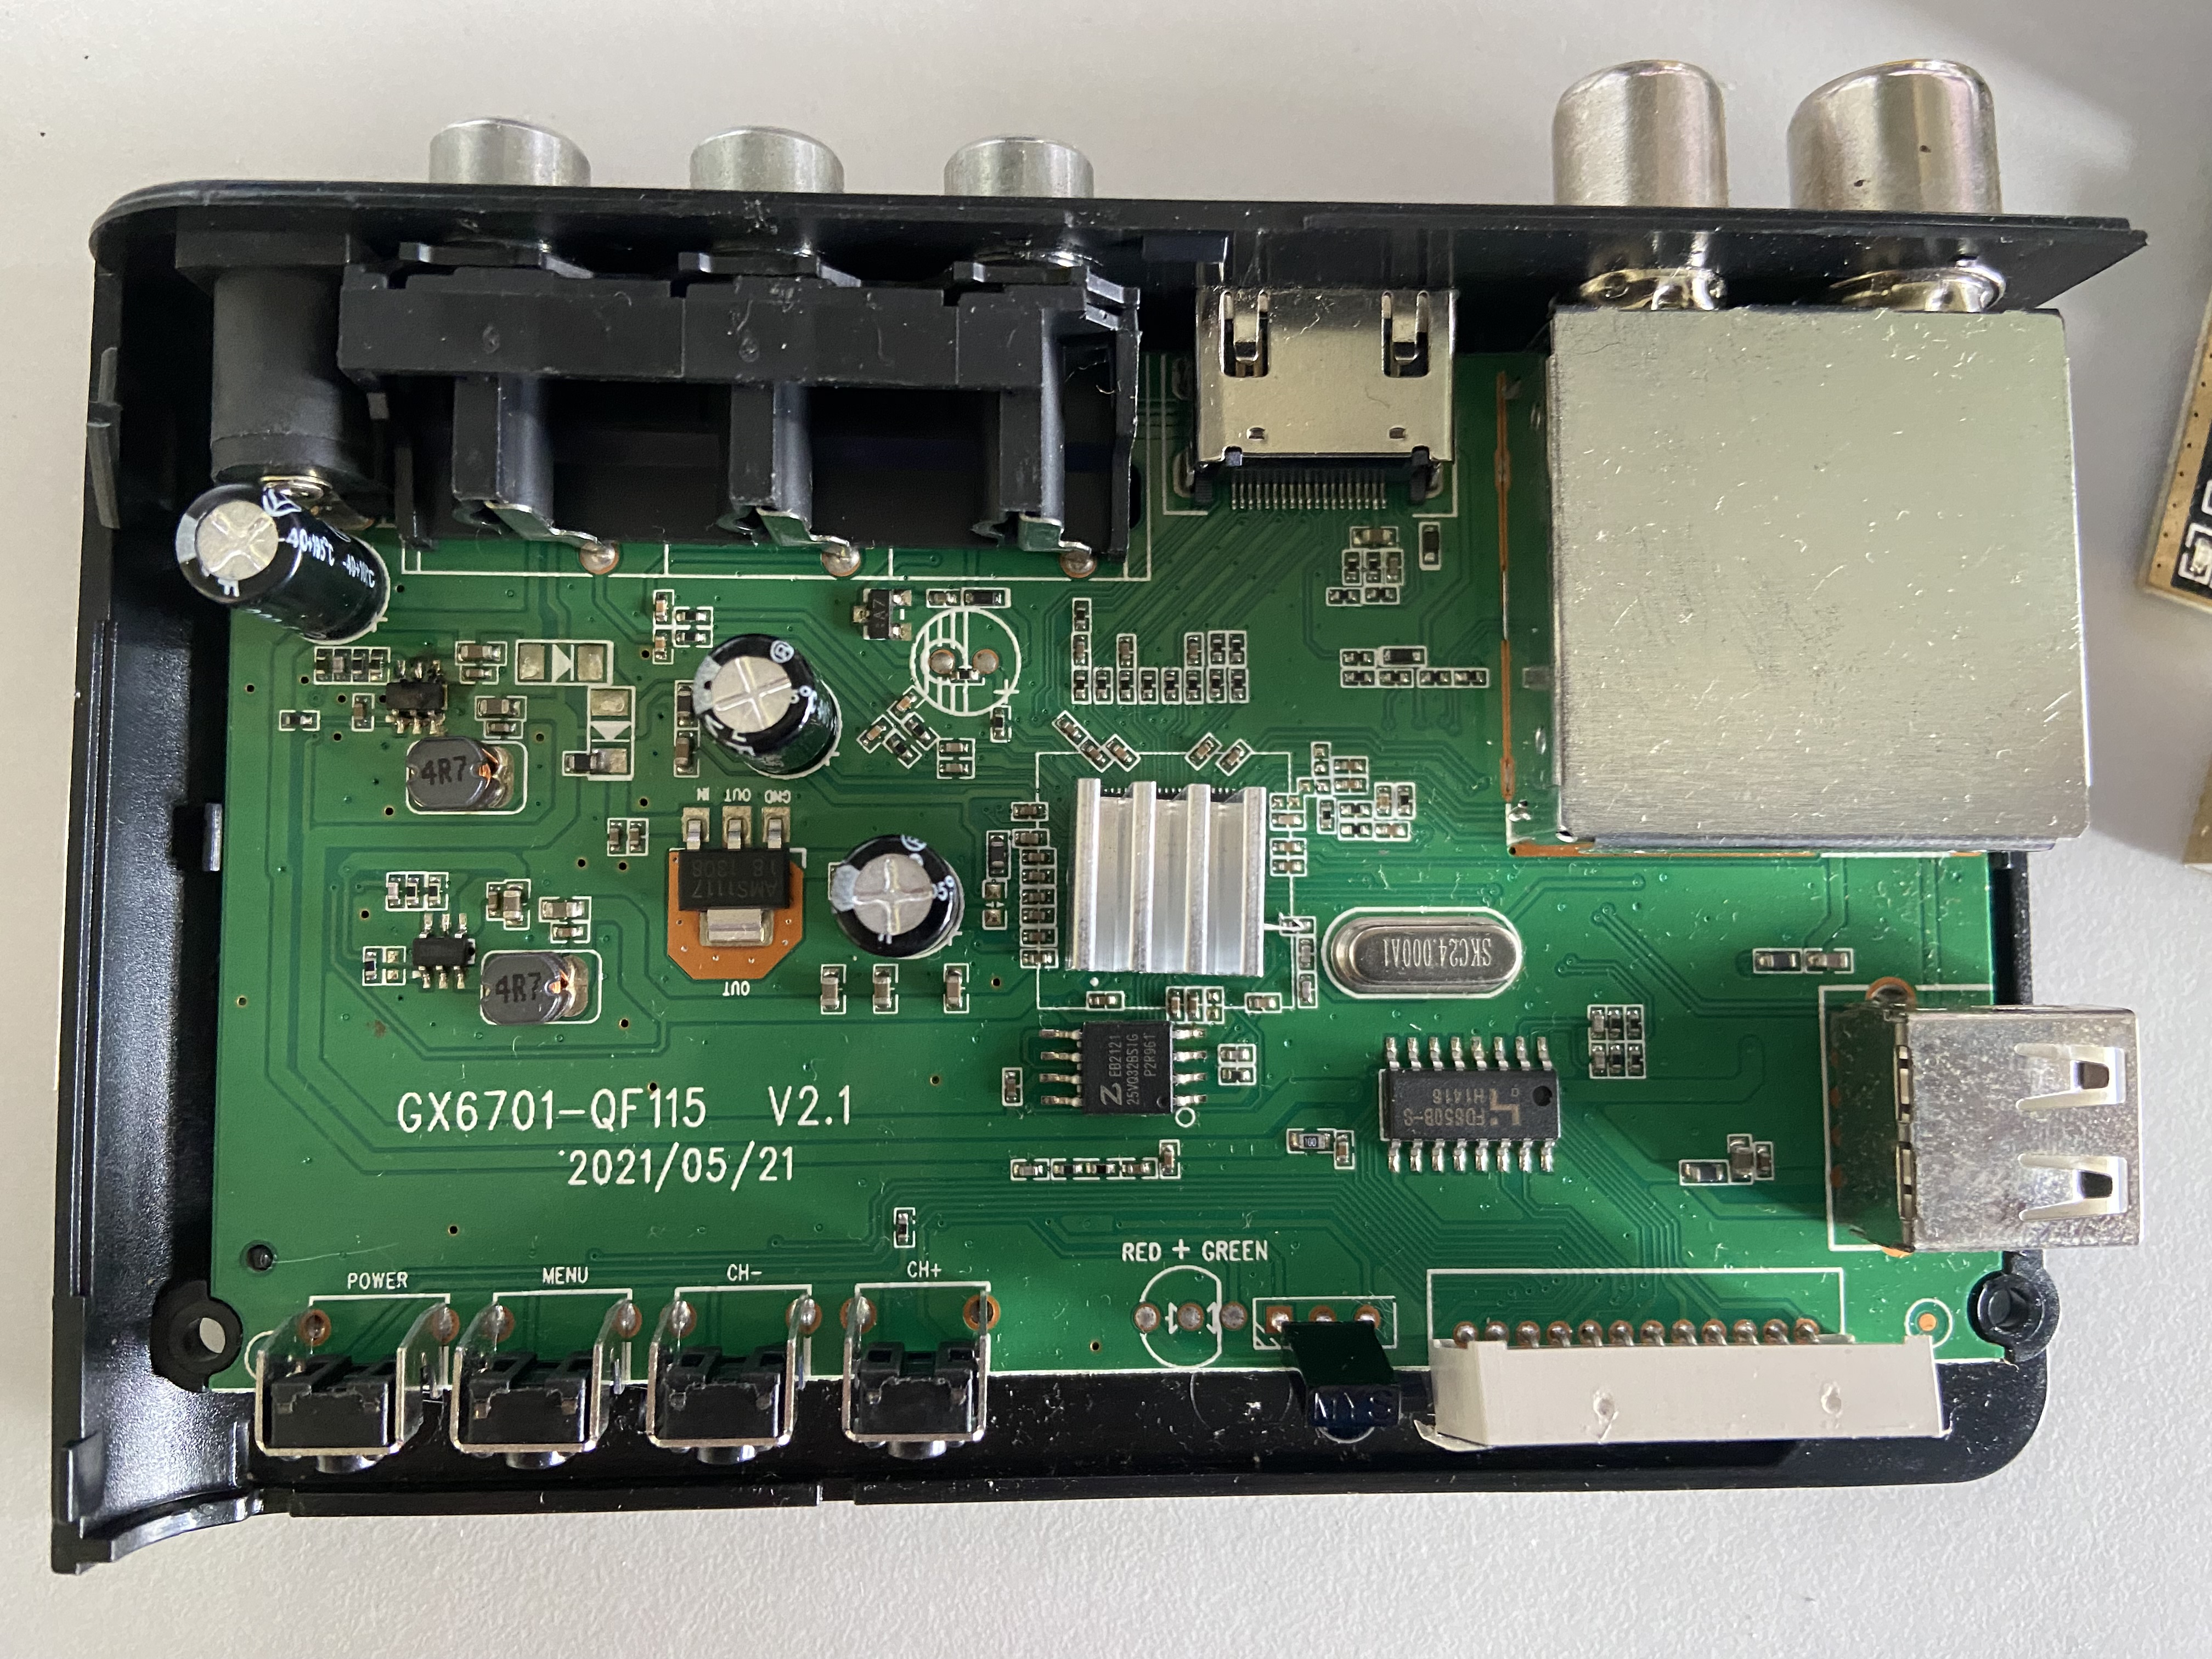 POWER
MENU
CH-
CH+
GX6701-QF115 V2.1
2021/05/21
4R7
4R7
AMS1117
OUT
IN
OUT
GND
A7
RED + GREEN
EB2121
25VQ32BSIG
P2R961
100
FD650B-S
SKC24.000A1